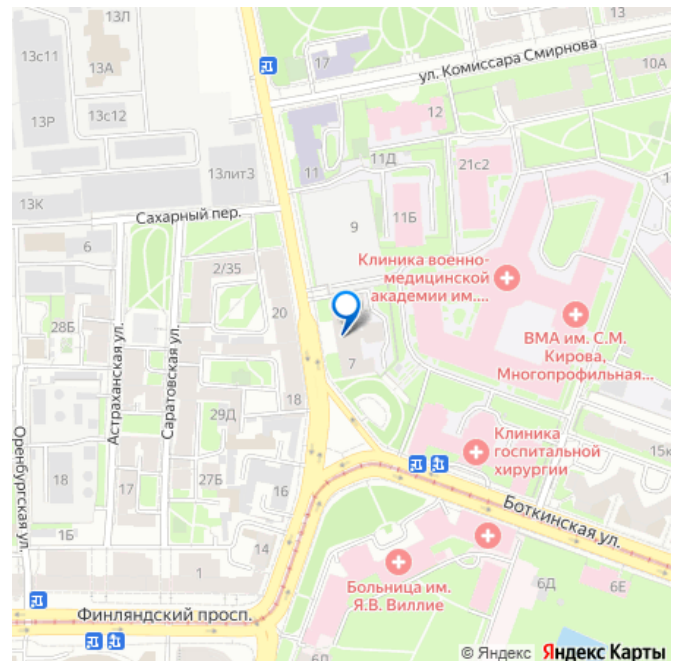 13Л
13с11
13А
17
ул. Комиссара Смирнова
10А
13Р
13с12
12
11
11Д
21с2
13лит3
13К
Сахарный пер.
9
11Б
6
2/35
Клиника военно-
медицинской
академии им....
20
28Б
ВМА им. С.М.
Кирова,
Многопрофильная...
7
Астраханская ул.
Саратовская ул.
Оренбургская ул.
18
29Д
Клиника
госпитальной
хирургии
15к
18
17
27Б
16
Боткинская ул.
1Б
14
1
Больница им.
Я.В. Виллие
6Д
6Е
Финляндский просп.
6П
© Яндекс Яндекс Карты